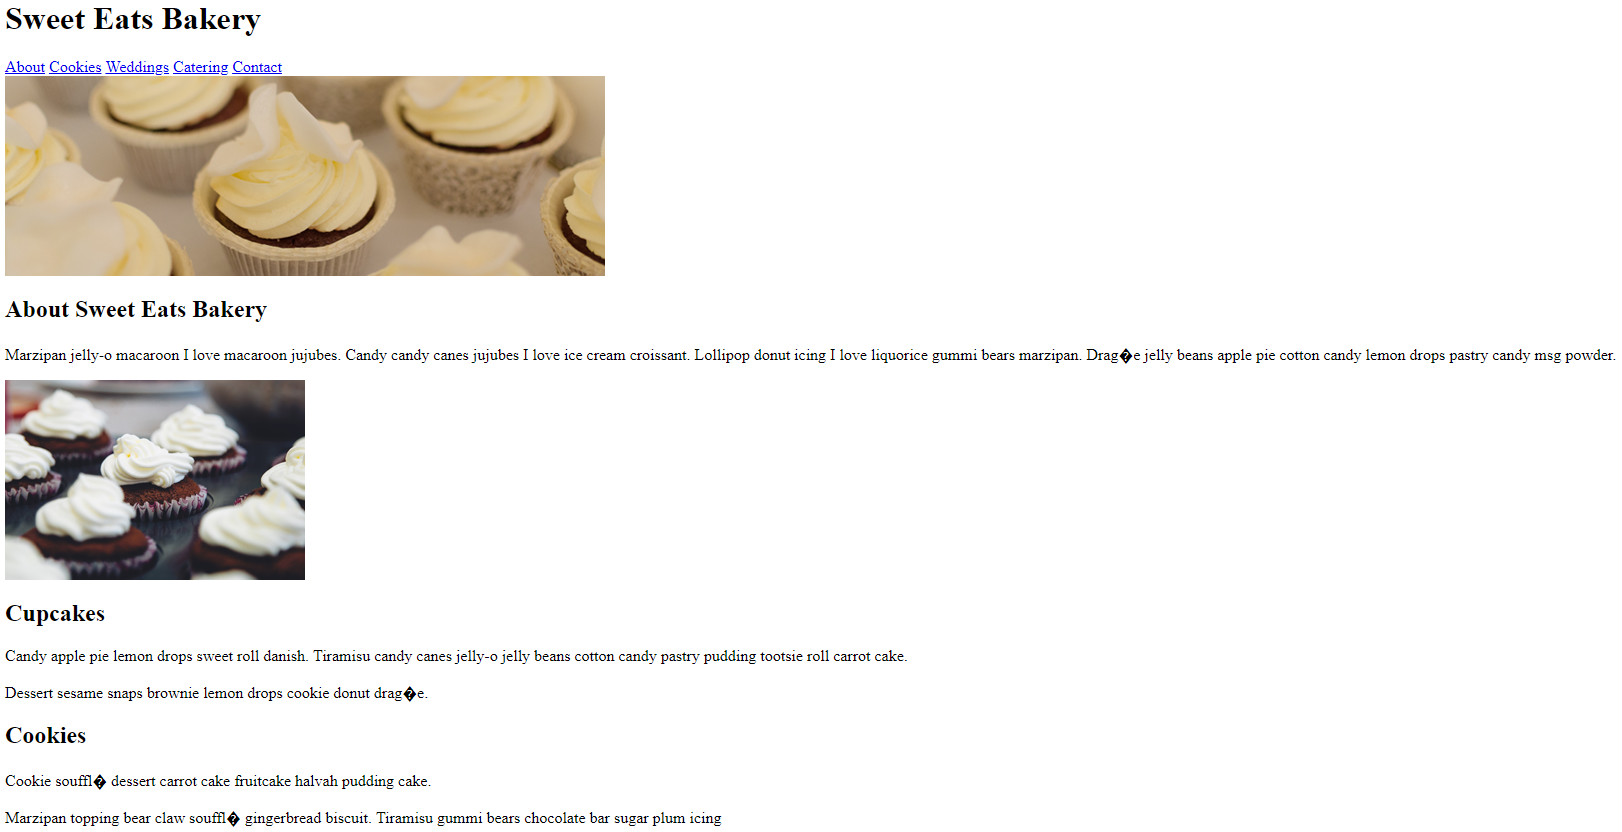 Sweet Eats Bakery
About Cookies Weddings Catering Contact
About Sweet Eats Bakery
Marzipan jelly-o macaroon I love macaroon jujubes. Candy candy canes jujubes I love ice cream croissant. Lollipop donut icing I love liquorice gummi bears marzipan. Drag�e jelly beans apple pie cotton candy lemon drops pastry candy msg powder.
Cupcakes
Candy apple pie lemon drops sweet roll danish. Tiramisu candy canes jelly-o jelly beans cotton candy pastry pudding tootsie roll carrot cake.
Dessert sesame snaps brownie lemon drops cookie donut drag�e.
Cookies
Cookie souffl� dessert carrot cake fruitcake halvah pudding cake.
Marzipan topping bear claw souffl� gingerbread biscuit. Tiramisu gummi bears chocolate bar sugar plum icing